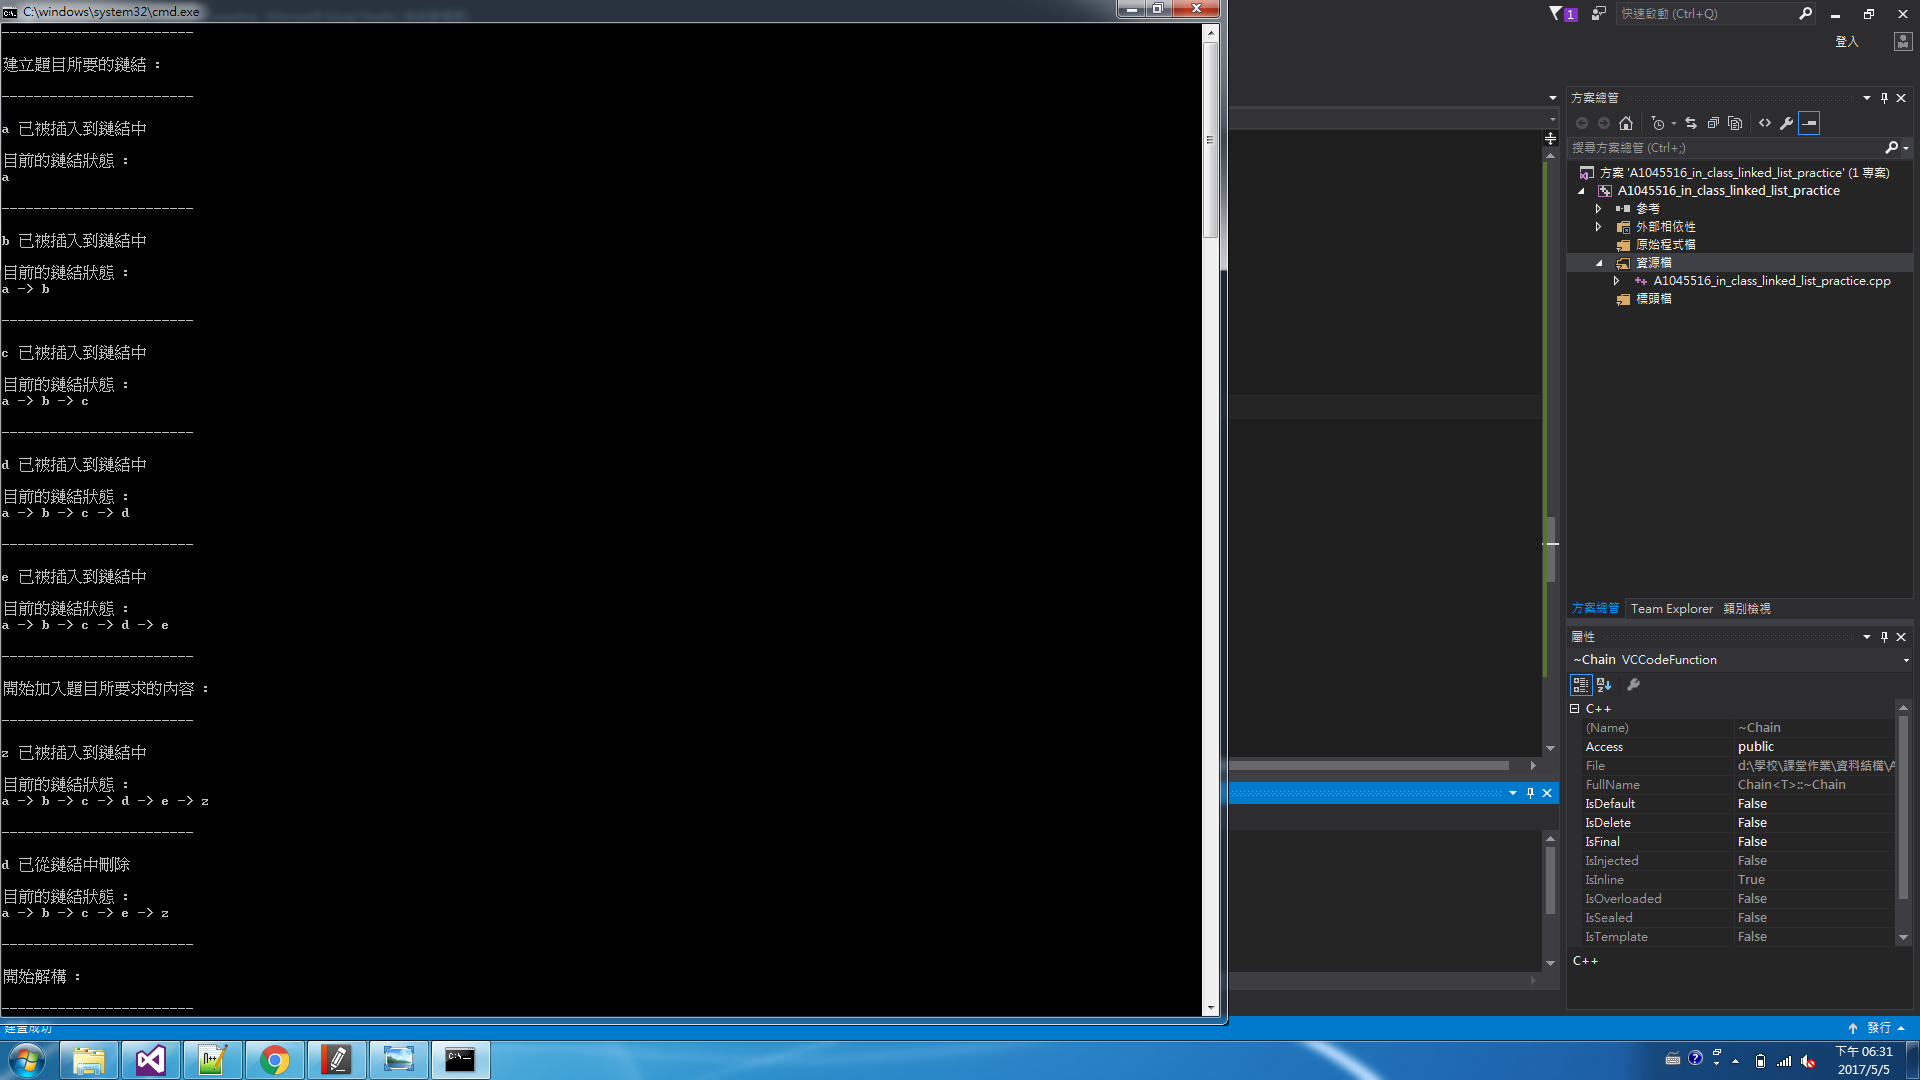 C:\windows\system32\cmd.exe
------------------------
建立題目所要的鏈結 :
------------------------
a 已被插入到鏈結中
目前的鏈結狀態 :
a
------------------------
b 已被插入到鏈結中
目前的鏈結狀態 :
a -> b
------------------------
c 已被插入到鏈結中
目前的鏈結狀態 :
a -> b -> c
------------------------
d 已被插入到鏈結中
目前的鏈結狀態 :
a -> b -> c -> d
------------------------
e 已被插入到鏈結中
目前的鏈結狀態 :
a -> b -> c -> d -> e
------------------------
開始加入題目所要求的內容 :
------------------------
z 已被插入到鏈結中
目前的鏈結狀態 :
a -> b -> c -> d -> e -> z
------------------------
d 已從鏈結中刪除
目前的鏈結狀態 :
a -> b -> c -> e -> z
------------------------
開始解構 :
------------------------
建置成功
1
快速啟動 (Ctrl+Q)
登入
方案總管
搜尋方案總管 (Ctrl+;)
方案 'A1045516_in_class_linked_list_practice' (1 專案)
A1045516_in_class_linked_list_practice
參考
外部相依性
原始程式檔
資源檔
A1045516_in_class_linked_list_practice.cpp
標頭檔
方案總管 Team Explorer 類別檢視
屬性
~Chain VCCodeFunction
C++
(Name) ~Chain
Access public
File d:\學校\課堂作業\資料結構\A
FullName Chain<T>::~Chain
IsDefault False
IsDelete False
IsFinal False
IsInjected False
IsInline True
IsOverloaded False
IsSealed False
IsTemplate False
C++
發行
下午 06:31
2017/5/5